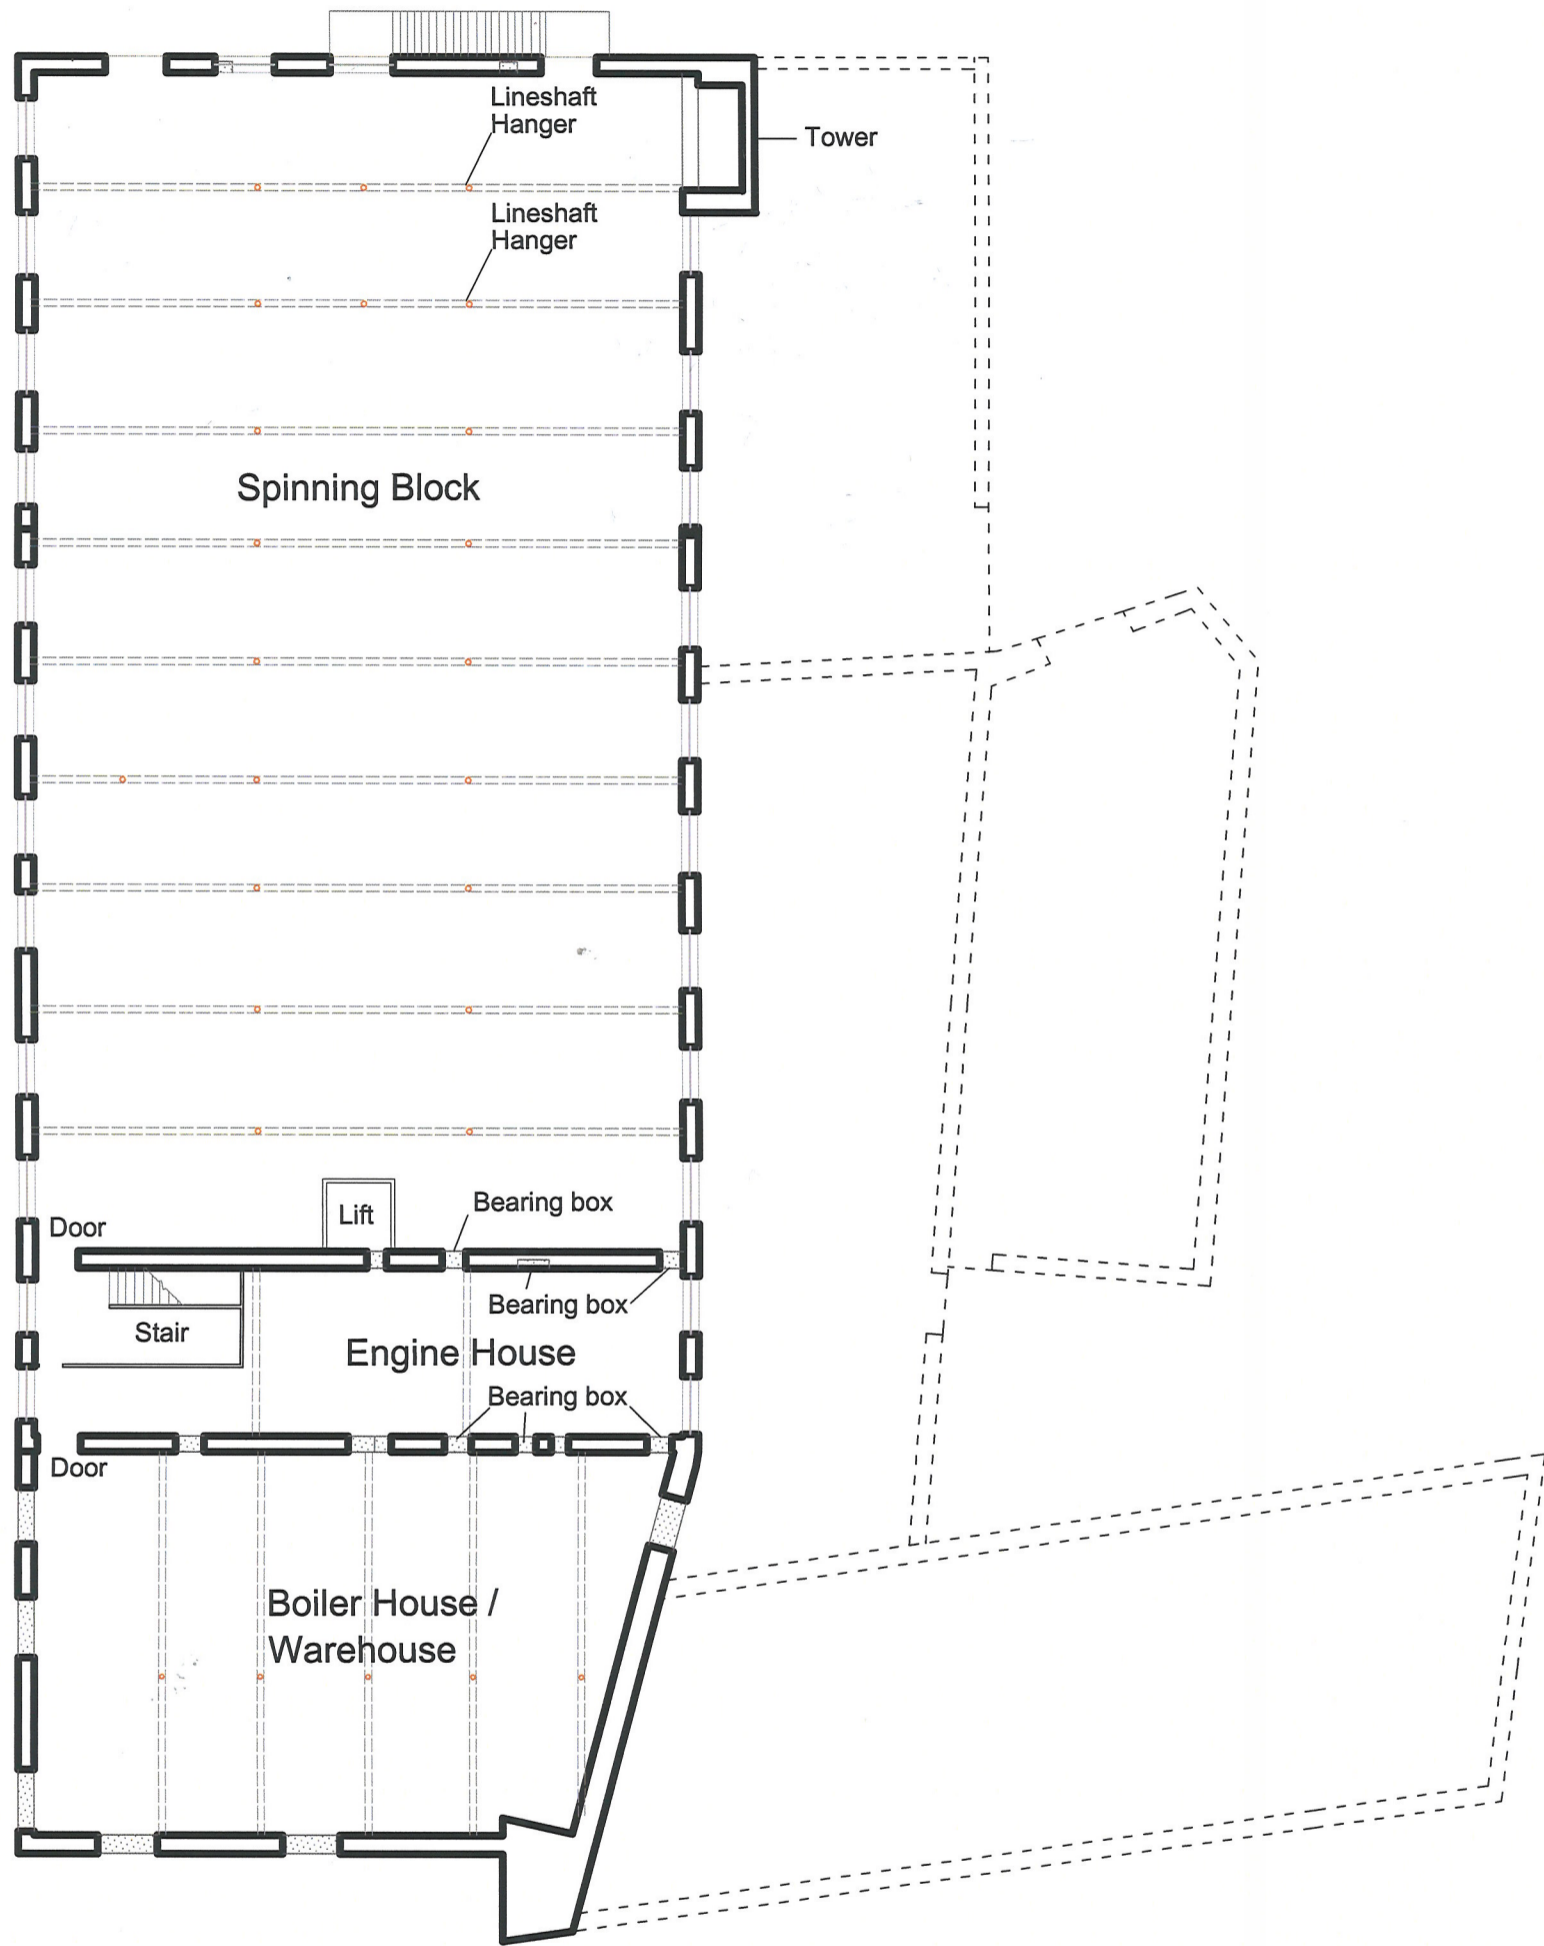 Lineshaft
Hanger
Tower
Lineshaft
Hanger
Spinning Block
Lift
Bearing box
Door
Bearing box
Stair
Engine House
Bearing box
Door
Boiler House /
Warehouse